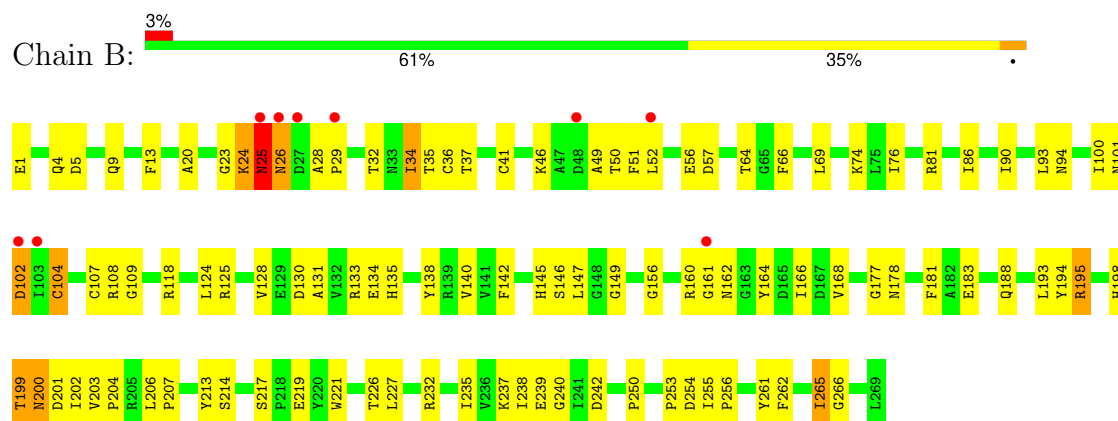 3%
Chain B:
61% 35% •
E1 Q4 D5 Q9 F13 A20 G23 K24 N25 N26 D27 A28 P29 T32 N33 I34 T35 C36 T37 C41 K46 A47 D48 A49 T50 F51 L52 E56 D57 T64 G65 F66 L69 K74 L75 I76 R81 I86 I90 L93 N94 I100 N101
D102 I103 C104 C107 R108 G109 R118 L124 R125 V128 E129 D130 A131 V132 R133 E134 H135 Y138 R139 V140 V141 F142 H145 S146 L147 G148 G149 G156 R160 G161 N162 G163 Y164 D165 I166 D167 V168 G177 N178 F181 A182 E183 Q188 L193 Y194 R195 H198
T199 N200 D201 I202 V203 P204 R205 L206 P207 Y213 S214 S217 P218 E219 Y220 W221 T226 L227 R232 I235 V236 K237 I238 E239 G240 I241 D242 P250 P253 D254 I255 P256 Y261 F262 I265 G266 L269